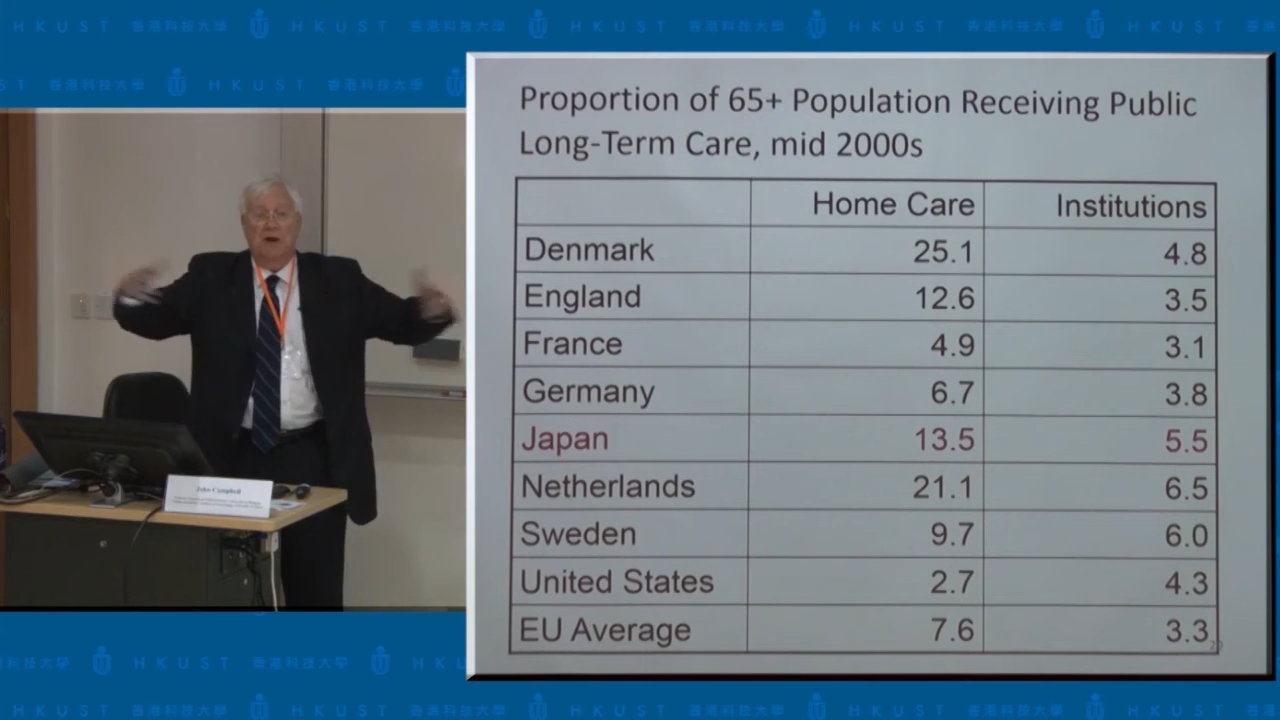 HKUST 香港科技大學 HKUST 香港科技大學 HKUST 香港科技大學 HKUST 香港科技大學 HKUST
香港科技大學 HKUST 香港科技大學
Proportion of 65+ Population Receiving Public
Long-Term Care, mid 2000s
Home Care Institutions
Denmark 25.1 4.8
England 12.6 3.5
France 4.9 3.1
Germany 6.7 3.8
Japan 13.5 5.5
Netherlands 21.1 6.5
Sweden 9.7 6.0
United States 2.7 4.3
EU Average 7.6 3.3
John Campbell
香港科技大學 HKUST 香港科技大學
香港科技大學 HKUST 香港科技大學 HKUST 香港科技大學 HKUST 香港科技大學 HKUST